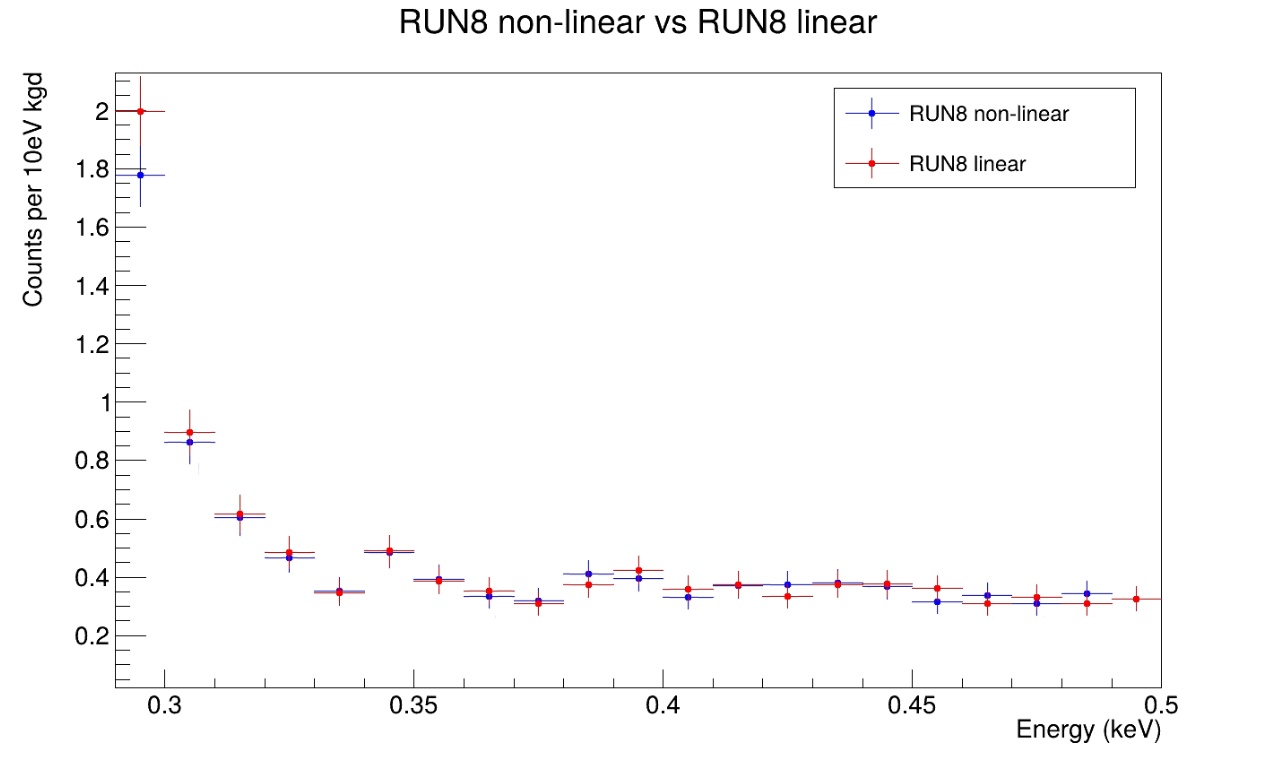 RUN8 non-linear vs RUN8 linear
Counts per 10eV kgd
RUN8 non-linear
RUN8 linear
2
1.8
1.6
1.4
1.2
1
0.8
0.6
0.4
0.2
0.3 0.35 0.4 0.45 0.5
Energy (keV)